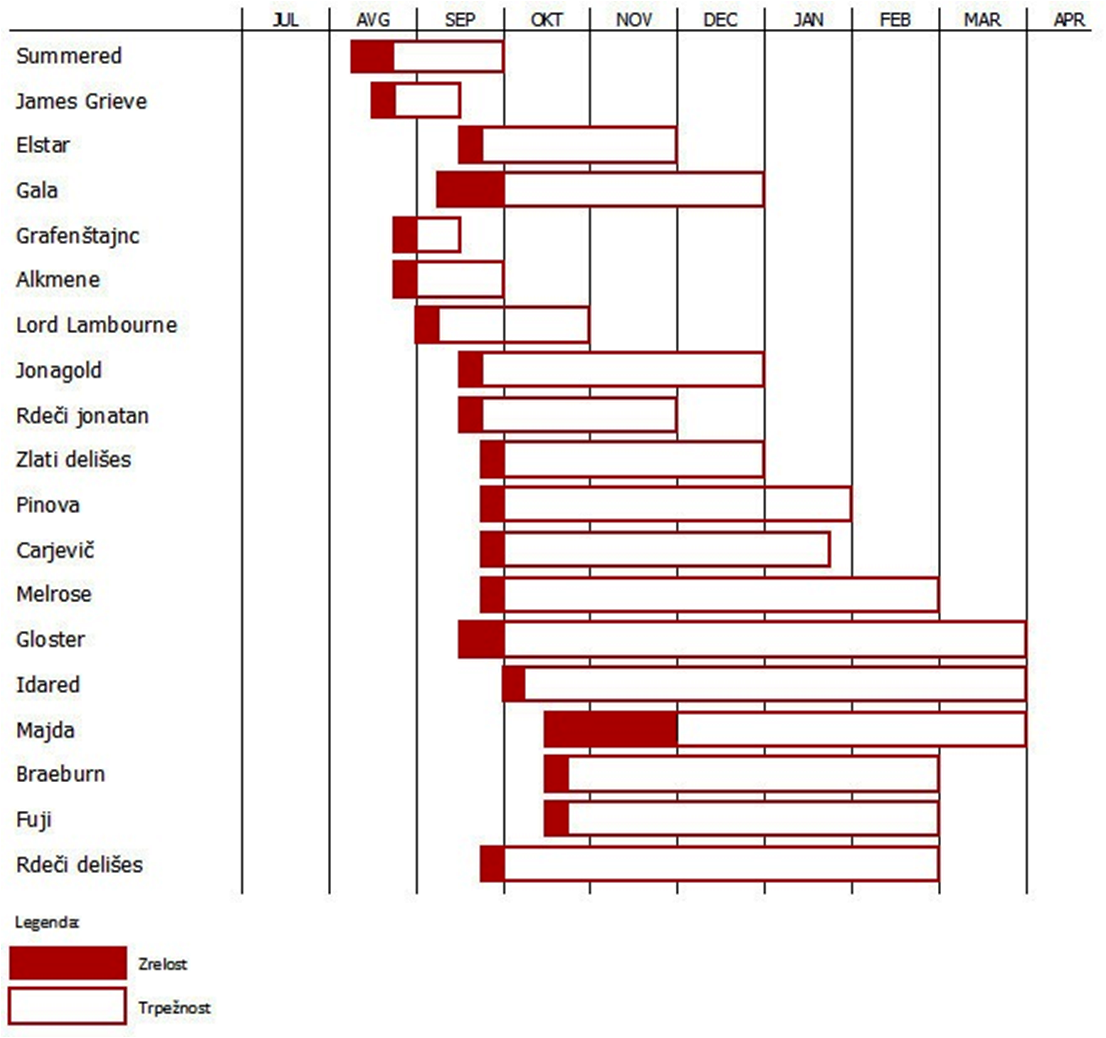 JUL AVG SEP OKT NOV DEC JAN FEB MAR APR
Summered
James Grieve
Elstar
Gala
Grafenštajnc
Alkmene
Lord Lambourne
Jonagold
Rdeči jonatan
Zlati delišes
Pinova
Carjevič
Melrose
Gloster
Idared
Majda
Braeburn
Fuji
Rdeči delišes
Legenda:
Zrelost
Trpežnost